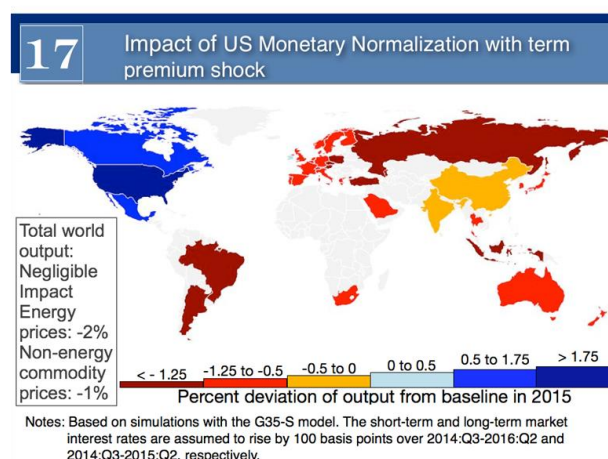 17
Impact of US Monetary Normalization with term
premium shock
Total world
output:
Negligible
Impact
Energy
prices: -2%
Non-energy
commodity
prices: -1%
< - 1.25
-1.25 to -0.5
-0.5 to 0
0 to 0.5
0.5 to 1.75
> 1.75
Percent deviation of output from baseline in 2015
Notes: Based on simulations with the G35-S model. The short-term and long-term market
interest rates are assumed to rise by 100 basis points over 2014:Q3-2016:Q2 and
2014:Q3-2015:Q2, respectively.